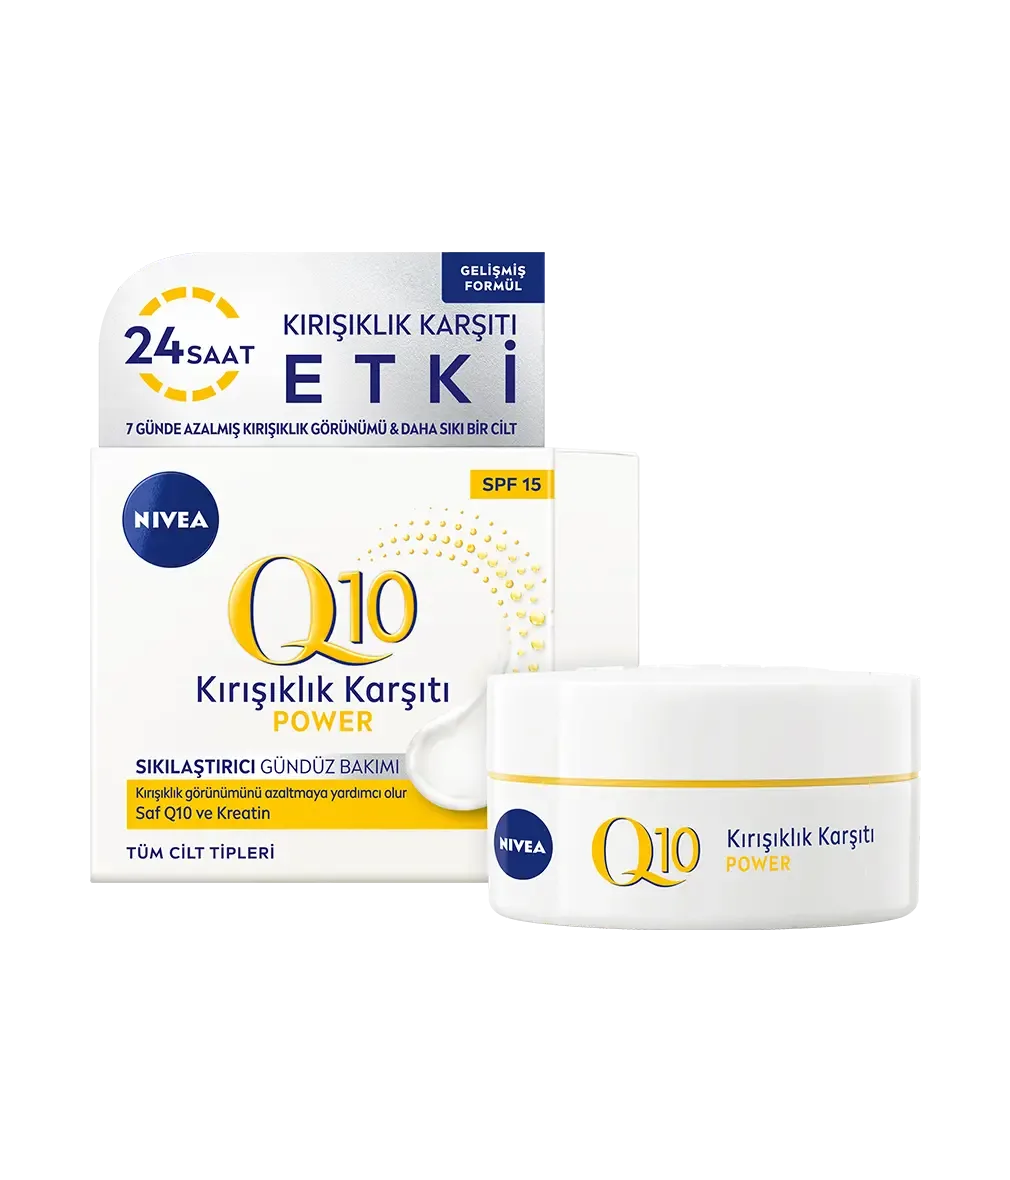 GELİŞMİŞ
FORMÜL
24 SAAT
KIRIŞIKLIK KARŞITI
ETKİ
7 GÜNDE AZALMIŞ KIRIŞIKLIK GÖRÜNÜMÜ & DAHA SIKI BİR CİLT
SPF 15
NIVEA
Q10
Kırışıklık Karşıtı
POWER
SIKILAŞTIRICI GÜNDÜZ BAKIMI
Kırışıklık görünümünü azaltmaya yardımcı olur
Saf Q10 ve Kreatin
TÜM CİLT TİPLERİ
NIVEA
Q10
Kırışıklık Karşıtı
POWER